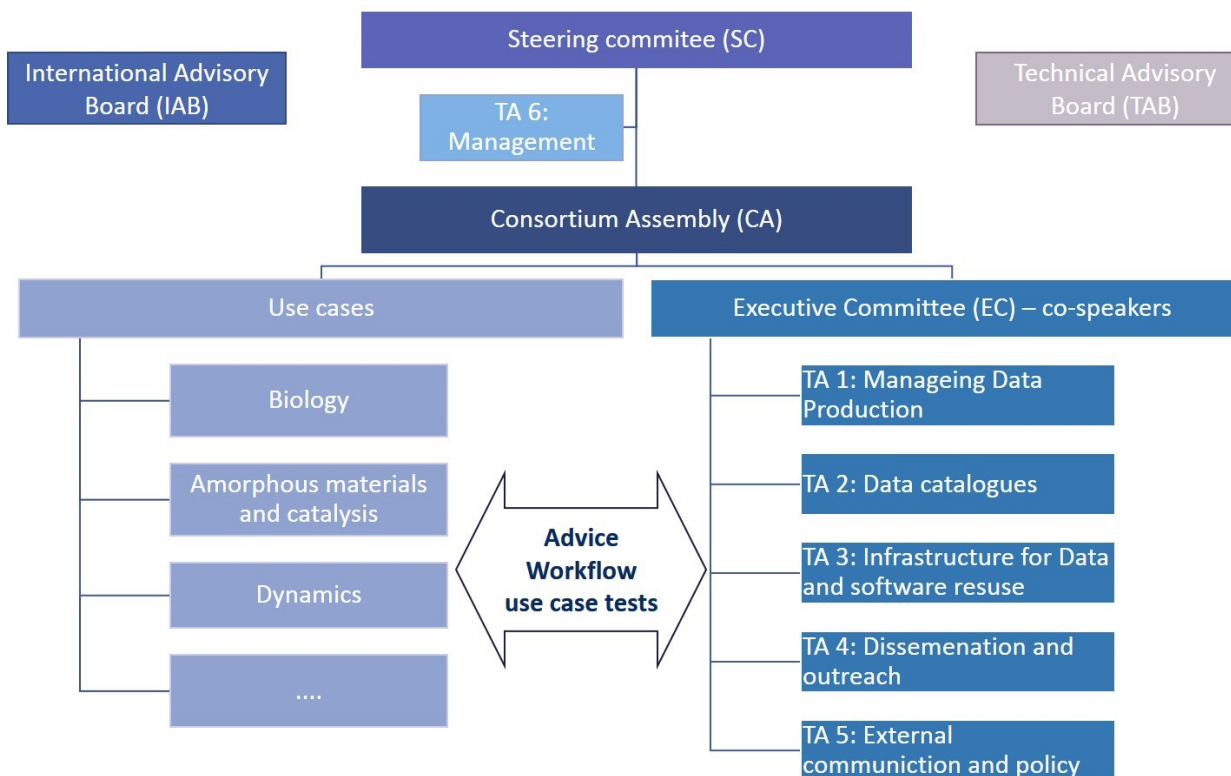 Steering commitee (SC)
International Advisory
Board (IAB)
Technical Advisory
Board (TAB)
TA 6:
Management
Consortium Assembly (CA)
Use cases
Executive Committee (EC) – co-speakers
Biology
Amorphous materials
and catalysis
Dynamics
....
Advice
Workflow
use case tests
TA 1: Manageing Data
Production
TA 2: Data catalogues
TA 3: Infrastructure for Data
and software resuse
TA 4: Dissemenation and
outreach
TA 5: External
communiction and policy